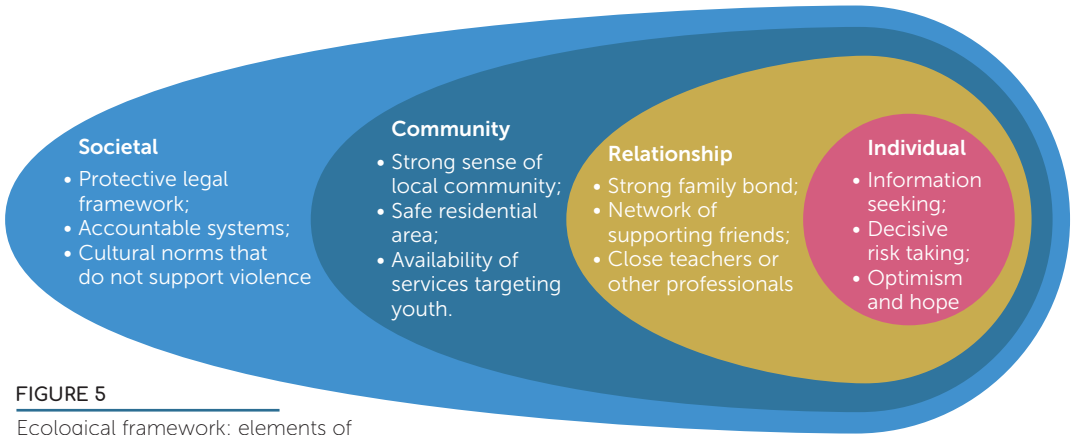 Societal
• Protective legal
framework;
• Accountable systems;
• Cultural norms that
do not support violence
Community
• Strong sense of
local community;
• Safe residential
area;
• Availability of
services targeting
youth.
Relationship
• Strong family bond;
• Network of
supporting friends;
• Close teachers or
other professionals
Individual
• Information
seeking;
• Decisive
risk taking;
• Optimism
and hope
FIGURE 5
Ecological framework: elements of